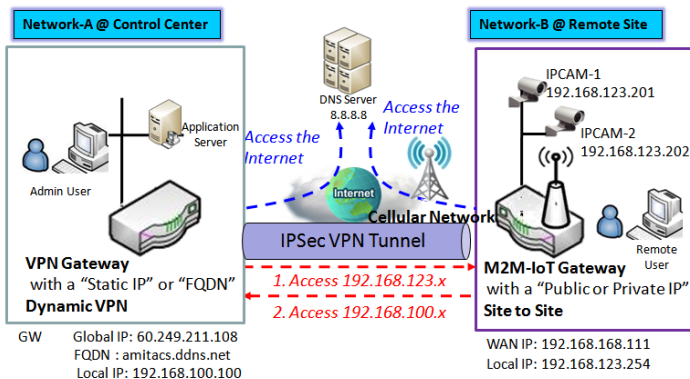 Network-A @ Control Center
Network-B @ Remote Site
DNS Server
8.8.8.8
Access the
Internet
Access the
Internet
IPCAM-1
192.168.123.201
IPCAM-2
192.168.123.202
Application
Server
Admin User
Internet
Cellular Network
IPSec VPN Tunnel
Remote
User
VPN Gateway
with a “Static IP” or “FQDN”
Dynamic VPN
1. Access 192.168.123.x
2. Access 192.168.100.x
M2M-IoT Gateway
with a “Public or Private IP”
Site to Site
GW Global IP: 60.249.211.108
FQDN : amitacs.ddns.net
Local IP: 192.168.100.100
WAN IP: 192.168.168.111
Local IP: 192.168.123.254